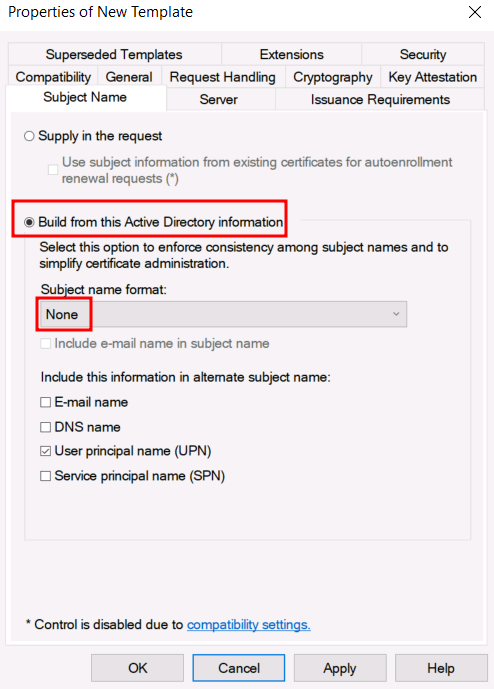 Properties of New Template
Superseded Templates Extensions Security
Compatibility General Request Handling Cryptography Key Attestation
Subject Name Server Issuance Requirements
Supply in the request
Use subject information from existing certificates for autoenrollment
renewal requests (*)
Build from this Active Directory information
Select this option to enforce consistency among subject names and to
simplify certificate administration.
Subject name format:
None
Include e-mail name in subject name
Include this information in alternate subject name:
E-mail name
DNS name
User principal name (UPN)
Service principal name (SPN)
* Control is disabled due to compatibility settings.
OK Cancel Apply Help